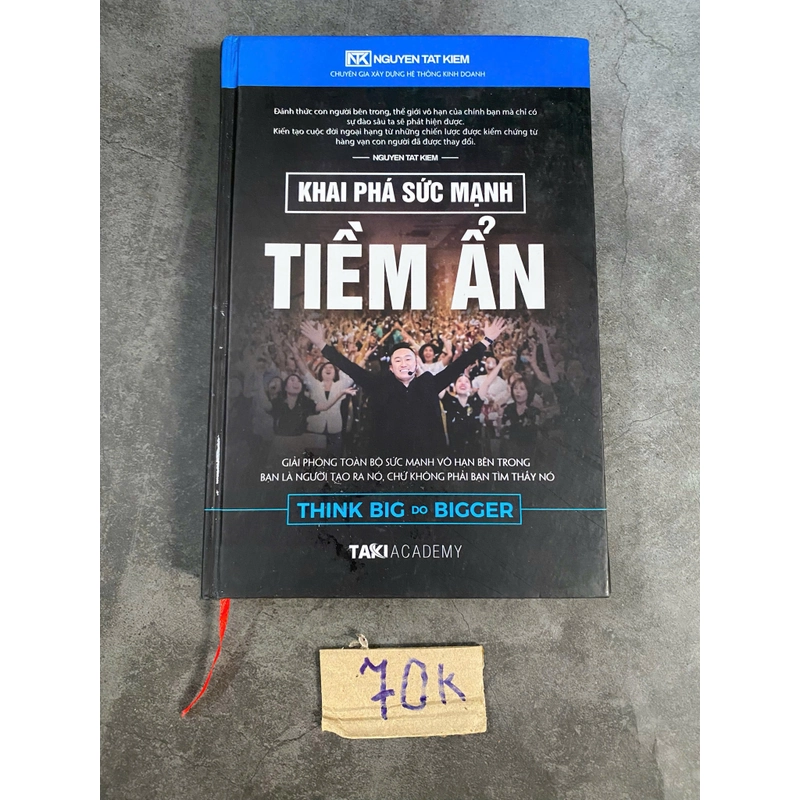 NTK NGUYEN TAT KIEM
CHUYÊN GIA XÂY DỰNG HỆ THỐNG KINH DOANH
Đánh thức con người bên trong, thế giới vô hạn của chính bạn mà chỉ có
sự đào sâu ta sẽ phát hiện được.
Kiến tạo cuộc đời ngoại hạng từ những chiến lược được kiểm chứng từ
hàng vạn con người đã được thay đổi.
NGUYEN TAT KIEM
KHAI PHÁ SỨC MẠNH
TIỀM ẨN
GIẢI PHÓNG TOÀN BỘ SỨC MẠNH VÔ HẠN BÊN TRONG
BẠN LÀ NGƯỜI TẠO RA NÓ, CHỨ KHÔNG PHẢI BẠN TÌM THẤY NÓ
THINK BIG DO BIGGER
TAKI ACADEMY
70K